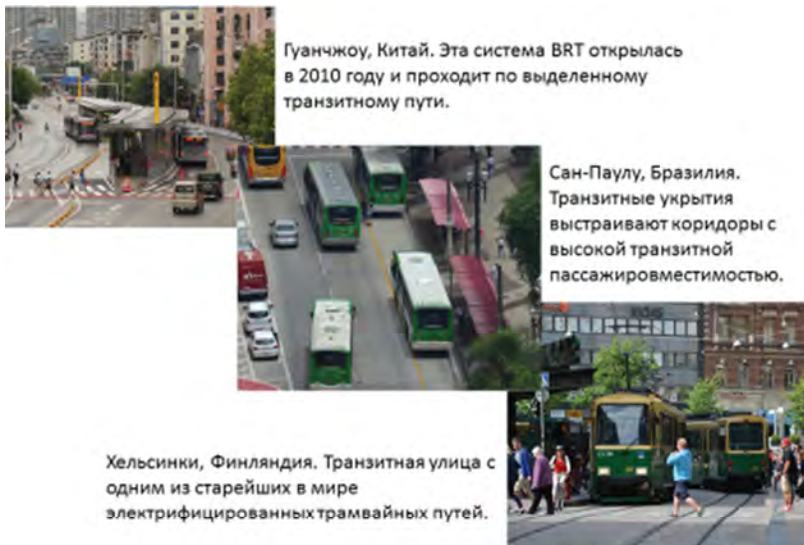 Гуанчжоу, Китай. Эта система BRT открылась
в 2010 году и проходит по выделенному
транзитному пути.
Сан-Паулу, Бразилия.
Транзитные укрытия
выстраивают коридоры с
высокой транзитной
пассажировместимостью.
Хельсинки, Финляндия. Транзитная улица с
одним из старейших в мире
электрифицированных трамвайных путей.